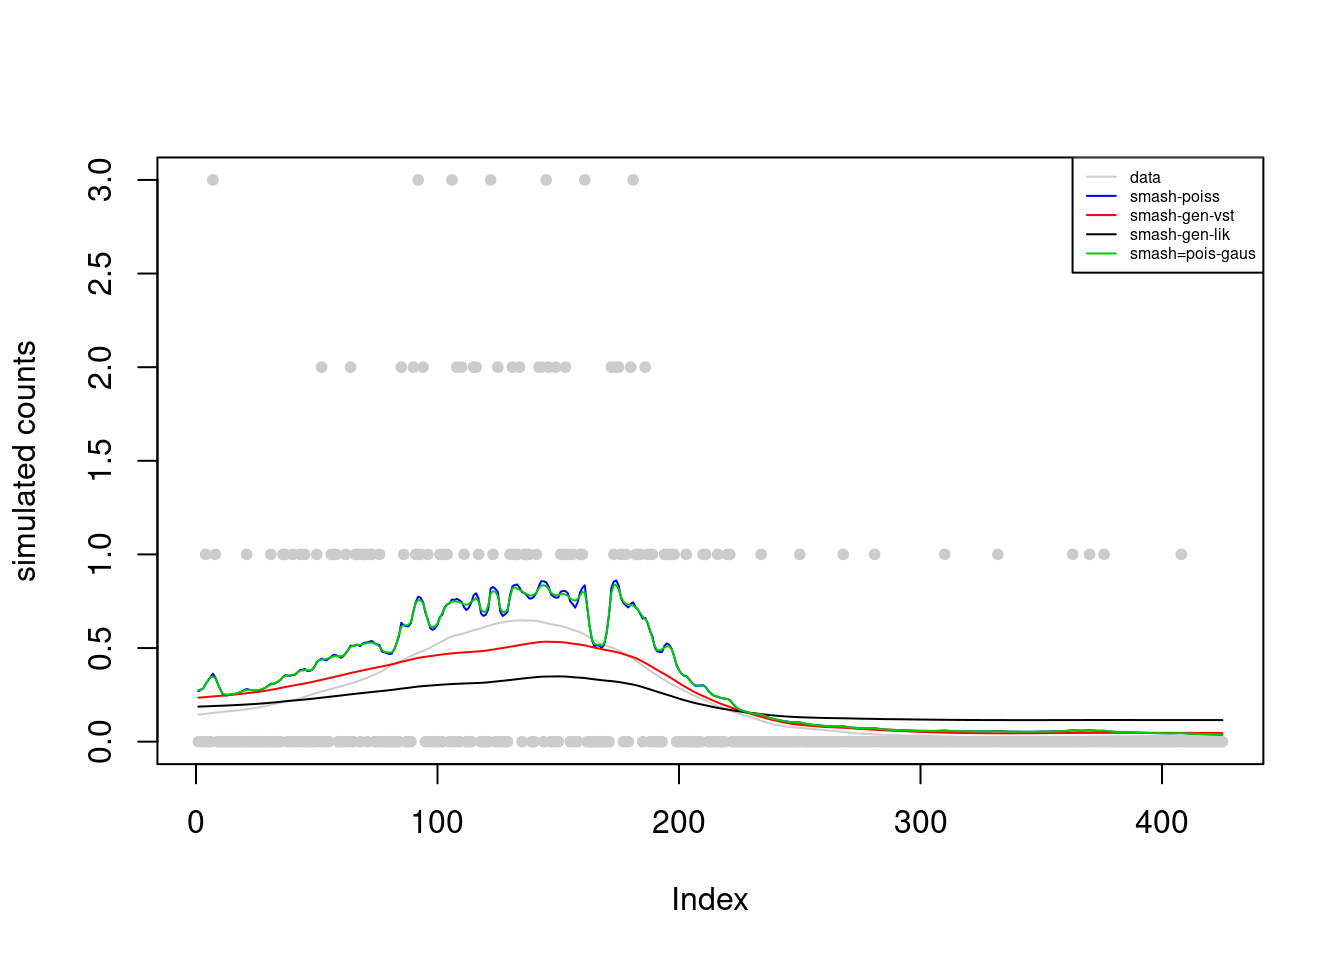 simulated counts
3.0
2.5
2.0
1.5
1.0
0.5
0.0
data
smash-poiss
smash-gen-vst
smash-gen-lik
smash=pois-gaus
0 100 200 300 400
Index